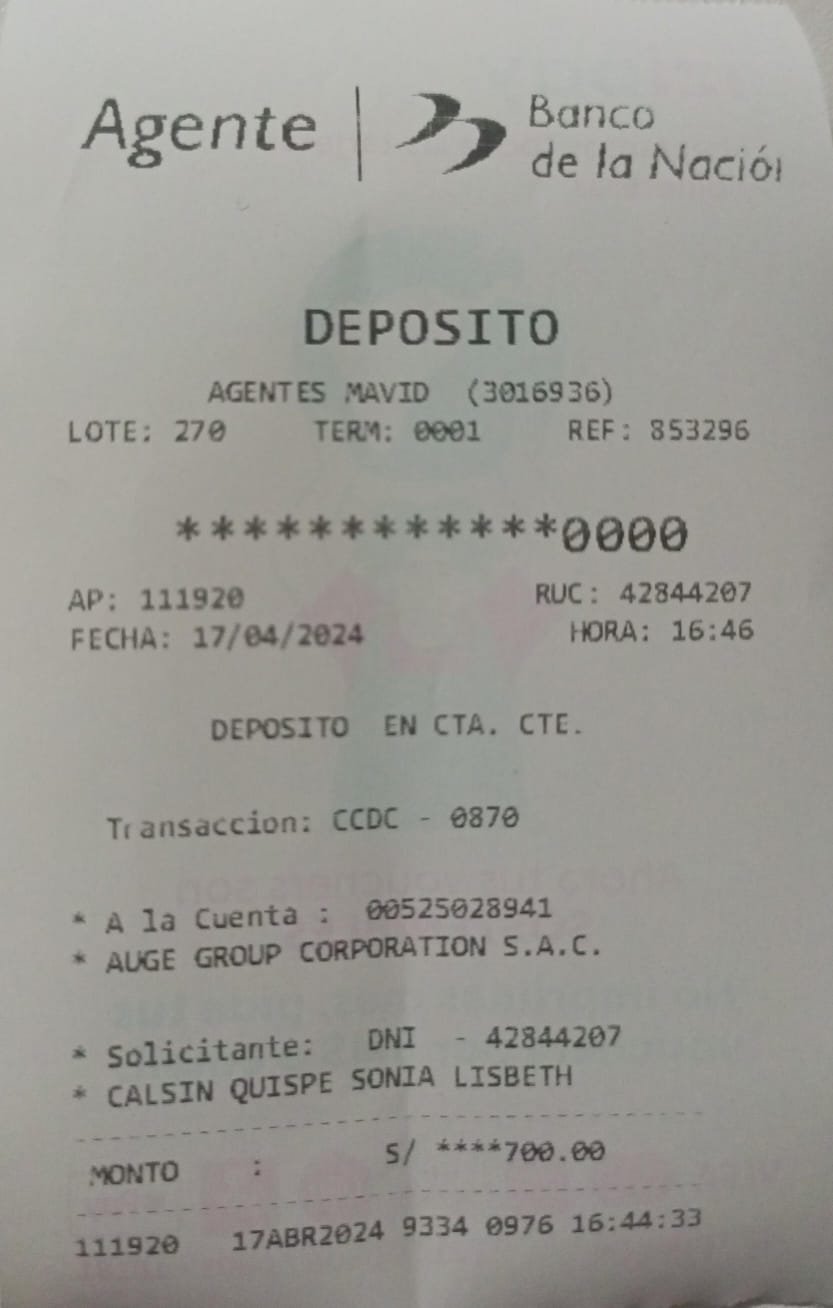 Agente | Banco
de la Nación
DEPOSITO
AGENTES MAVID (3016936)
LOTE: 270 TERM: 0001 REF: 853296
************0000
AP: 111920 RUC: 42844207
FECHA: 17/04/2024 HORA: 16:46
DEPOSITO EN CTA. CTE.
Transaccion: CCDC - 0870
* A la Cuenta : 00525028941
* AUGE GROUP CORPORATION S.A.C.
* Solicitante: DNI - 42844207
* CALSIN QUISPE SONIA LISBETH
MONTO : S/ ****700.00
111920 17ABR2024 9334 0976 16:44:33